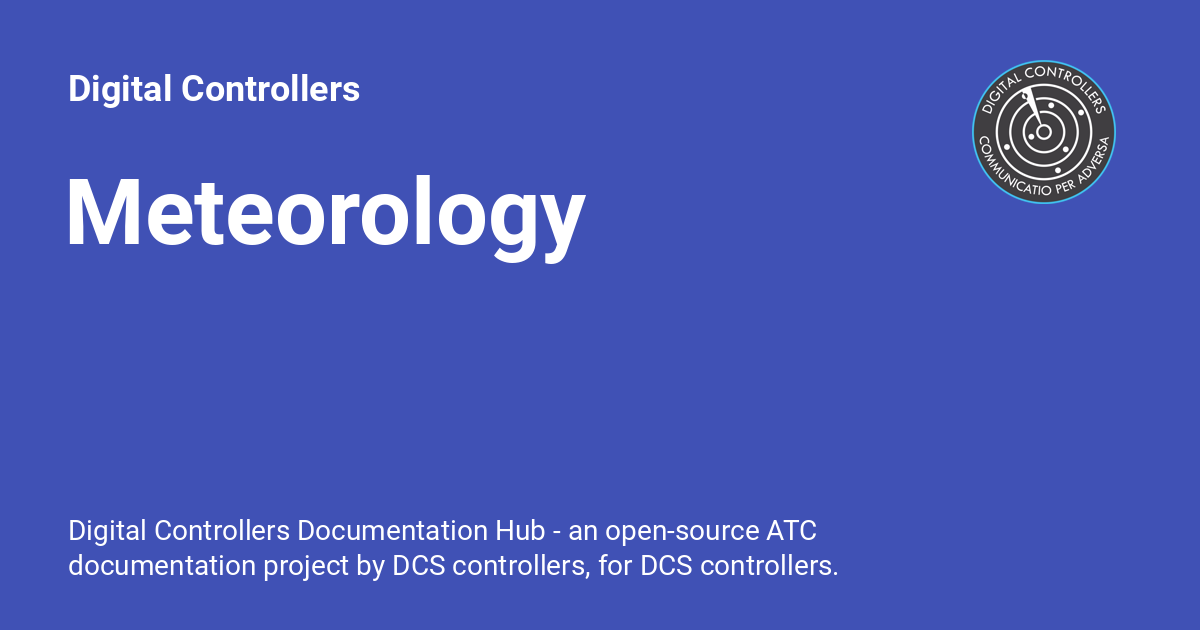 Digital Controllers
DIGITAL CONTROLLERS
COMMUNICATIO PER ADVERSA
Meteorology
Digital Controllers Documentation Hub - an open-source ATC
documentation project by DCS controllers, for DCS controllers.